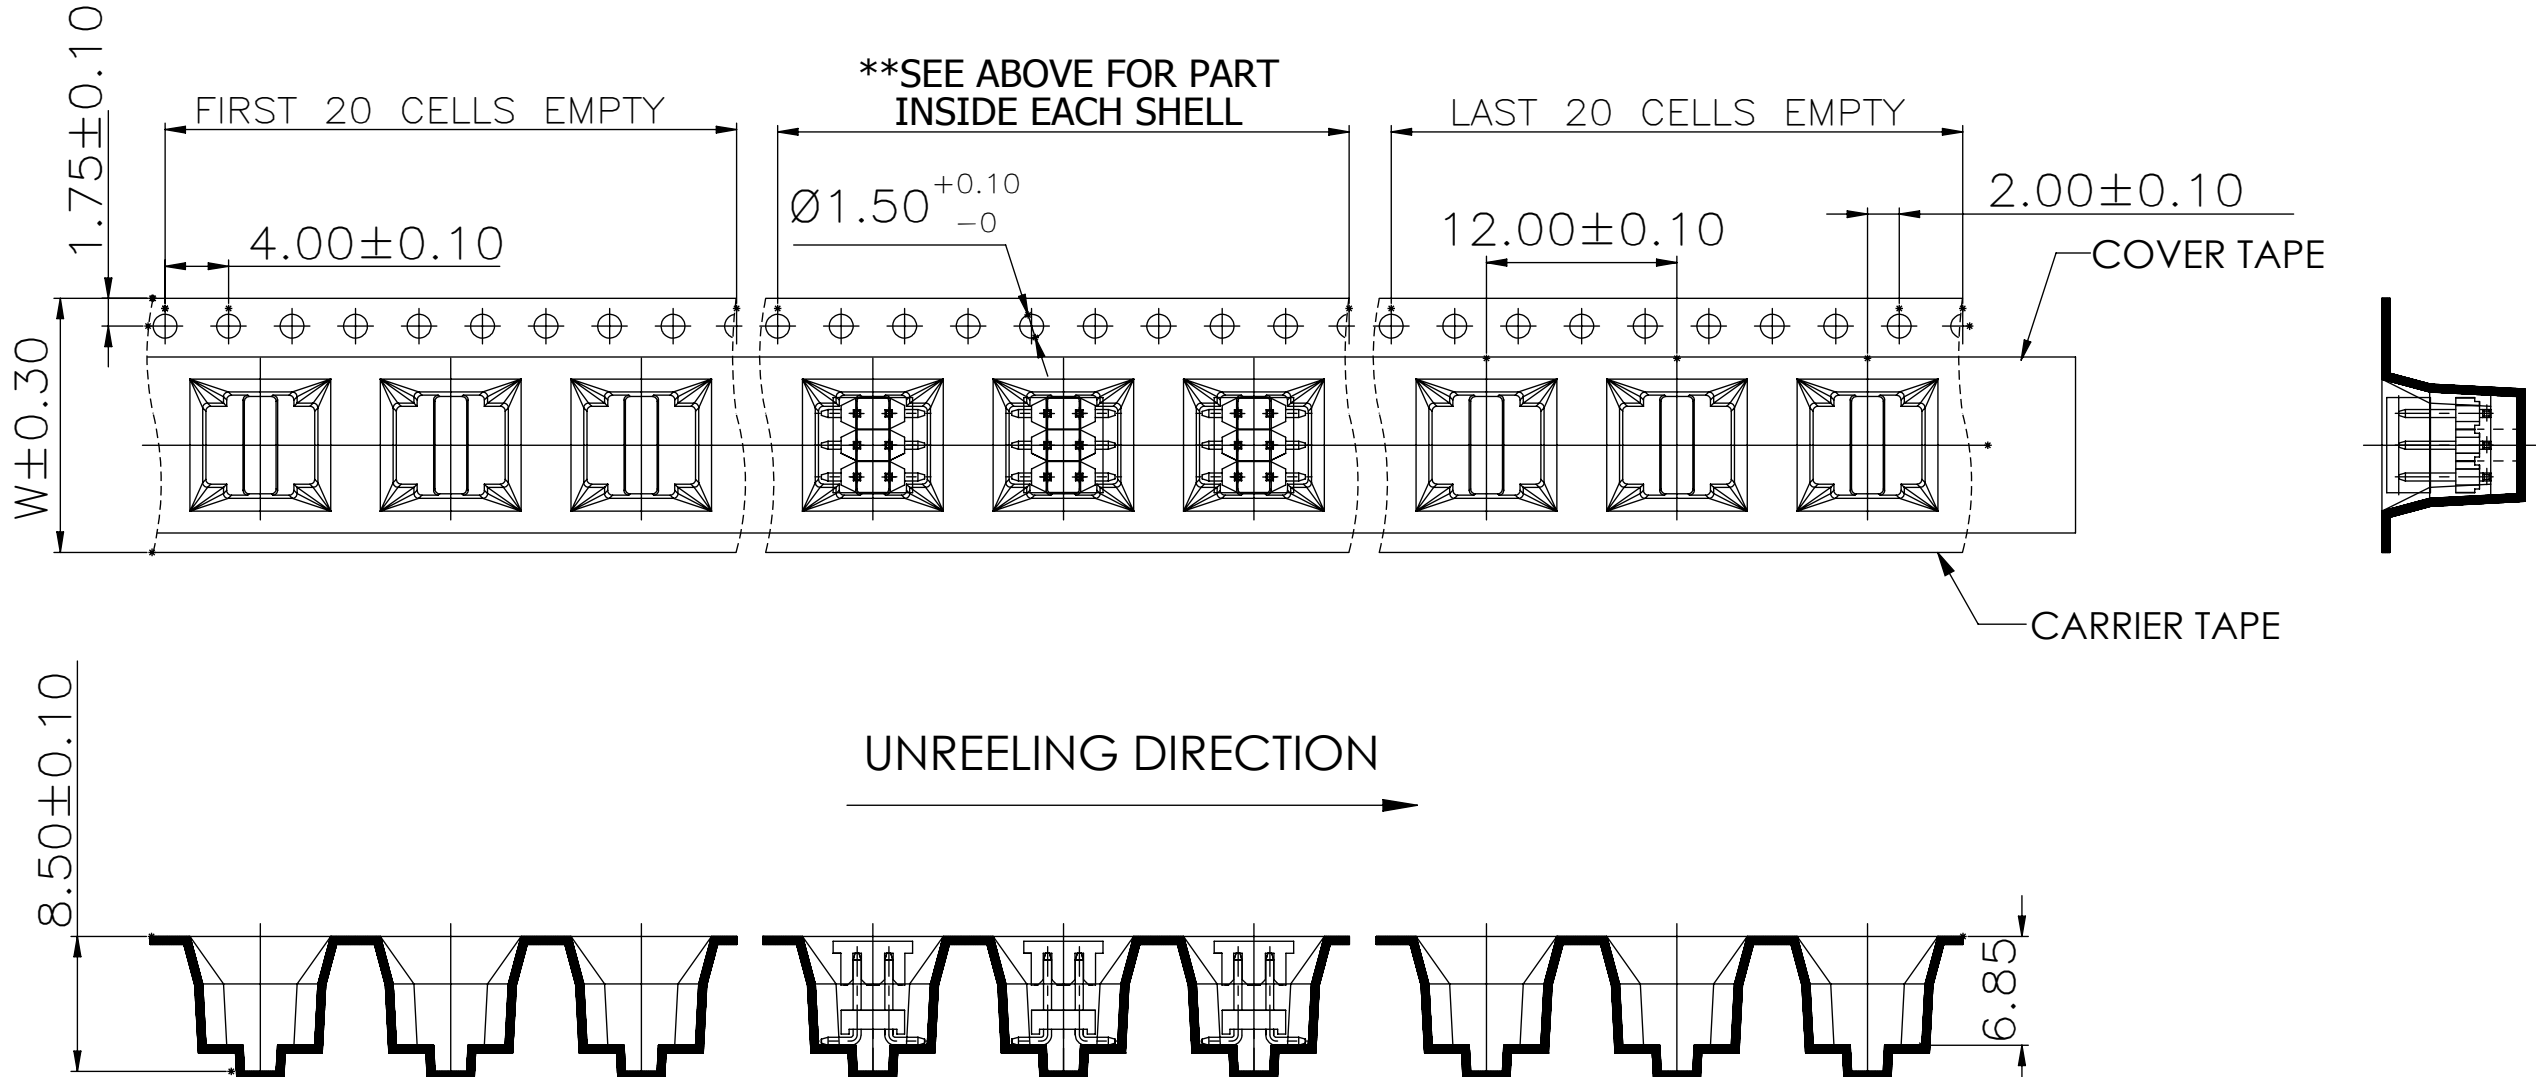 **SEE ABOVE FOR PART
INSIDE EACH SHELL
FIRST 20 CELLS EMPTY
LAST 20 CELLS EMPTY
1.75±0.10
4.00±0.10
Ø1.50 +0.10
-0
12.00±0.10
2.00±0.10
COVER TAPE
W±0.30
CARRIER TAPE
UNREELING DIRECTION
8.50±0.10
6.85